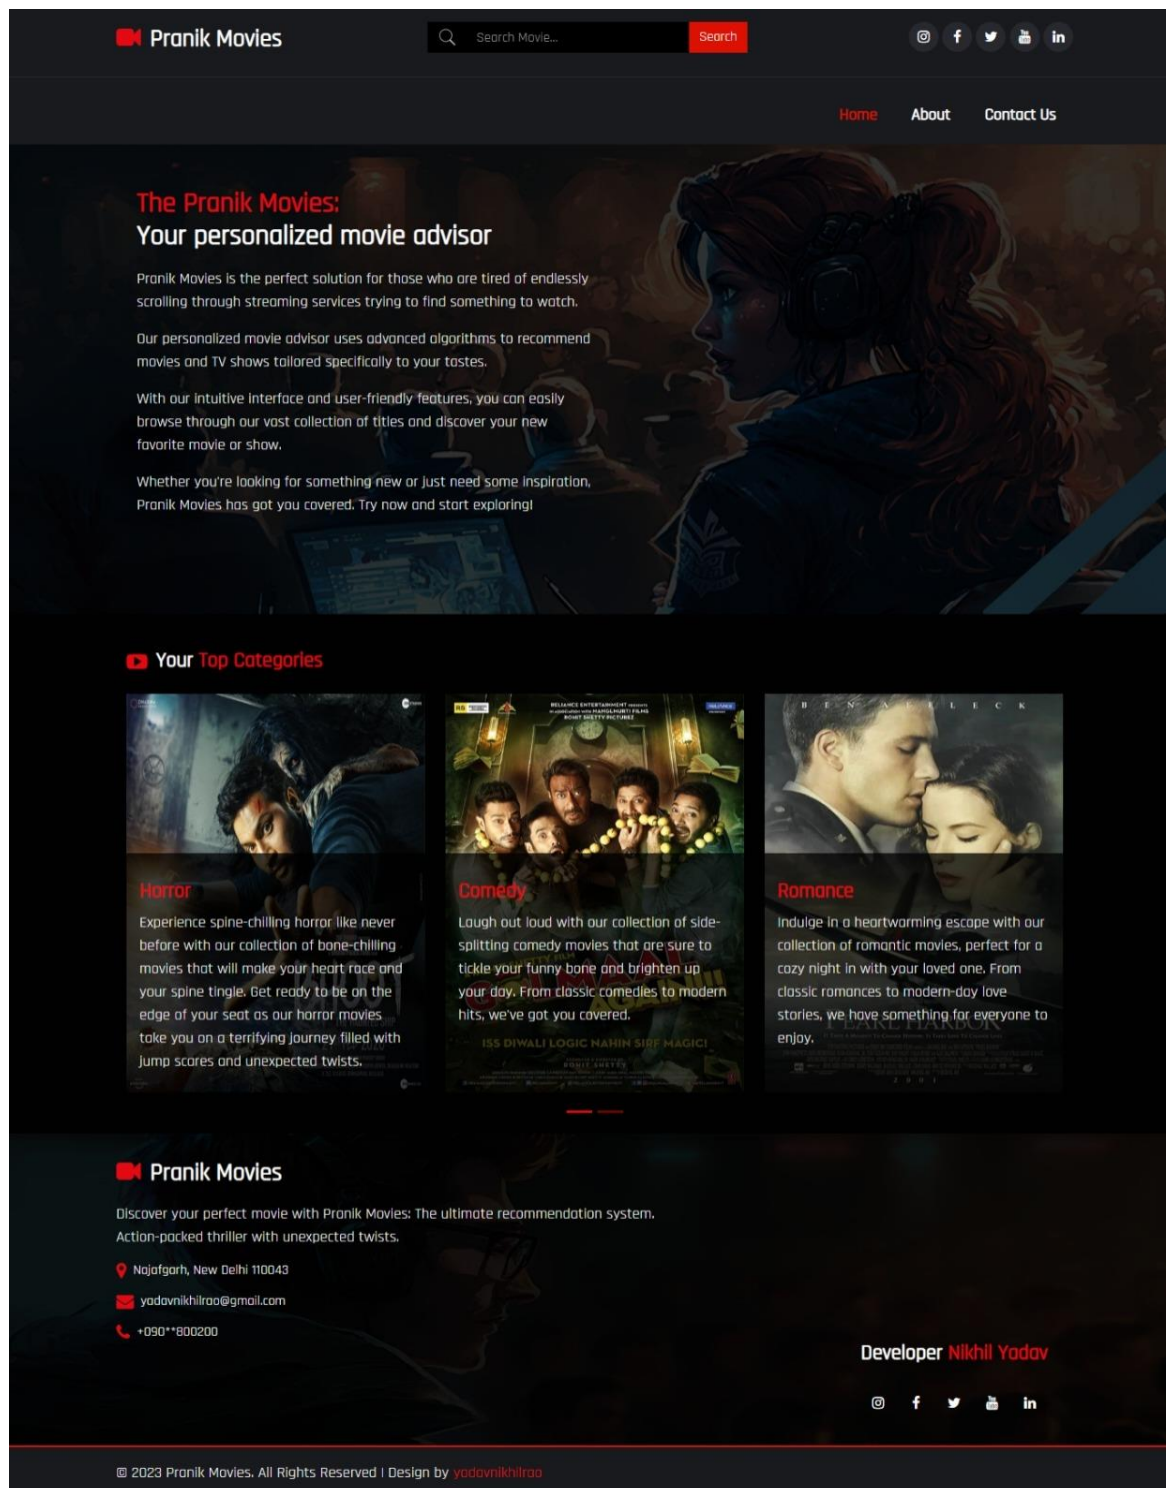 Pranik Movies
Search Movie...
Search
Home
About
Contact Us
The Pranik Movies:
Your personalized movie advisor
Pranik Movies is the perfect solution for those who are tired of endlessly
scrolling through streaming services trying to find something to watch.
Our personalized movie advisor uses advanced algorithms to recommend
movies and TV shows tailored specifically to your tastes.
With our intuitive interface and user-friendly features, you can easily
browse through our vast collection of titles and discover your new
favorite movie or show.
Whether you're looking for something new or just need some inspiration,
Pranik Movies has got you covered. Try now and start exploring!
Your Top Categories
Horror
Experience spine-chilling horror like never
before with our collection of bone-chilling
movies that will make your heart race and
your spine tingle. Get ready to be on the
edge of your seat as our horror movies
take you on a terrifying journey filled with
jump scares and unexpected twists.
RELIANCE ENTERTAINMENT
ROHIT SHETTY PICTUREZ
Comedy
Laugh out loud with our collection of side-
splitting comedy movies that are sure to
tickle your funny bone and brighten up
your day. From classic comedies to modern
hits, we've got you covered.
ISS DIWALI LOGIC NAHIN SIRF MAGIC!
ROHIT SHETTY
BEN AFFLECK
Romance
Indulge in a heartwarming escape with our
collection of romantic movies, perfect for a
cozy night in with your loved one. From
classic romances to modern-day love
stories, we have something for everyone to
enjoy.
PEARL HARBOR
2001
Pranik Movies
Discover your perfect movie with Pranik Movies: The ultimate recommendation system.
Action-packed thriller with unexpected twists.
Najafgarh, New Delhi 110043
yadavnikhilrao@gmail.com
+090**800200
Developer Nikhil Yadav
© 2023 Pranik Movies. All Rights Reserved | Design by yadavnikhilrao